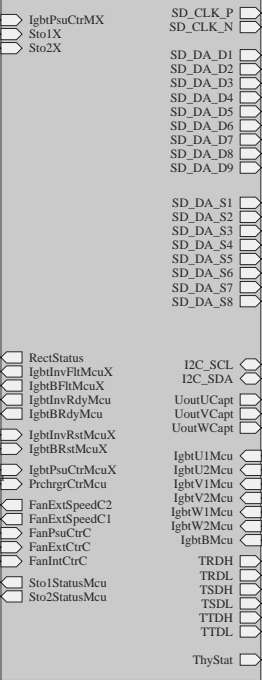 IgbtPsuCtrMX
Sto1X
Sto2X
RectStatus
IgbtInvFltMcuX
IgbtBFltMcuX
IgbtInvRdyMcu
IgbtBRdyMcu
IgbtInvRstMcuX
IgbtBRstMcuX
IgbtPsuCtrMcuX
PrchrgrCtrMcu
FanExtSpeedC2
FanExtSpeedC1
FanPsuCtrC
FanExtCtrC
FanIntCtrC
Sto1StatusMcu
Sto2StatusMcu
SD_CLK_P
SD_CLK_N
SD_DA_D1
SD_DA_D2
SD_DA_D3
SD_DA_D4
SD_DA_D5
SD_DA_D6
SD_DA_D7
SD_DA_D8
SD_DA_D9
SD_DA_S1
SD_DA_S2
SD_DA_S3
SD_DA_S4
SD_DA_S5
SD_DA_S6
SD_DA_S7
SD_DA_S8
I2C_SCL
I2C_SDA
UoutUCapt
UoutVCapt
UoutWCapt
IgbtU1Mcu
IgbtU2Mcu
IgbtV1Mcu
IgbtV2Mcu
IgbtW1Mcu
IgbtW2Mcu
IgbtBMcu
TRDH
TRDL
TSDH
TSDL
TTDH
TTDL
ThyStat